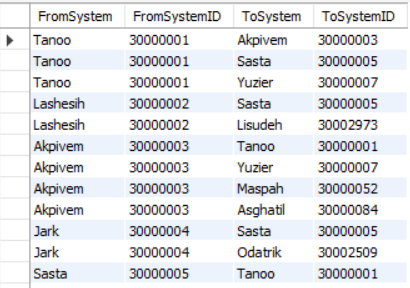 FromSystem FromSystemID ToSystem ToSystemID
Tanoo 30000001 Akpivem 30000003
Tanoo 30000001 Sasta 30000005
Tanoo 30000001 Yuzier 30000007
Lashesih 30000002 Sasta 30000005
Lashesih 30000002 Lisudeh 30002973
Akpivem 30000003 Tanoo 30000001
Akpivem 30000003 Yuzier 30000007
Akpivem 30000003 Maspah 30000052
Akpivem 30000003 Asghatil 30000084
Jark 30000004 Sasta 30000005
Jark 30000004 Odatrik 30002509
Sasta 30000005 Tanoo 30000001